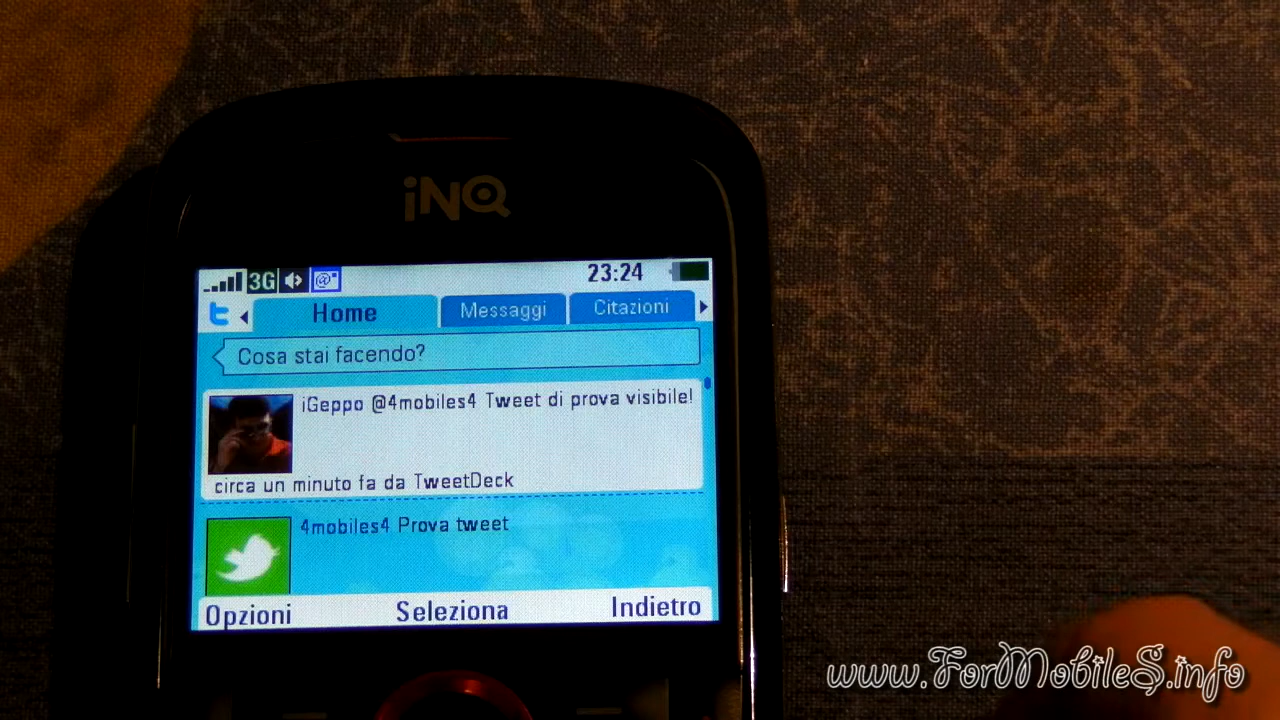 iNQ
3G 23:24
Home Messaggi Citazioni
Cosa stai facendo?
iGeppo @4mobiles4 Tweet di prova visibile!
circa un minuto fa da TweetDeck
4mobiles4 Prova tweet
Opzioni Seleziona Indietro
www.ForMobileS.info